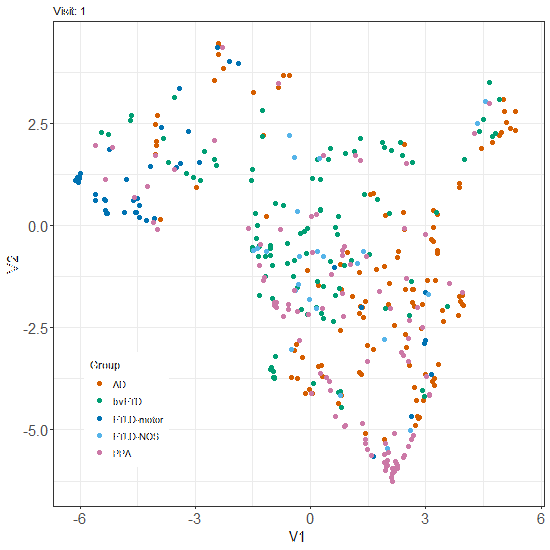 Visit: 1
2.5
0.0
-2.5
-5.0
V2
Group
AD
bvFTD
FTLD-motor
FTLD-NOS
PPA
-6
-3
0
3
6
V1